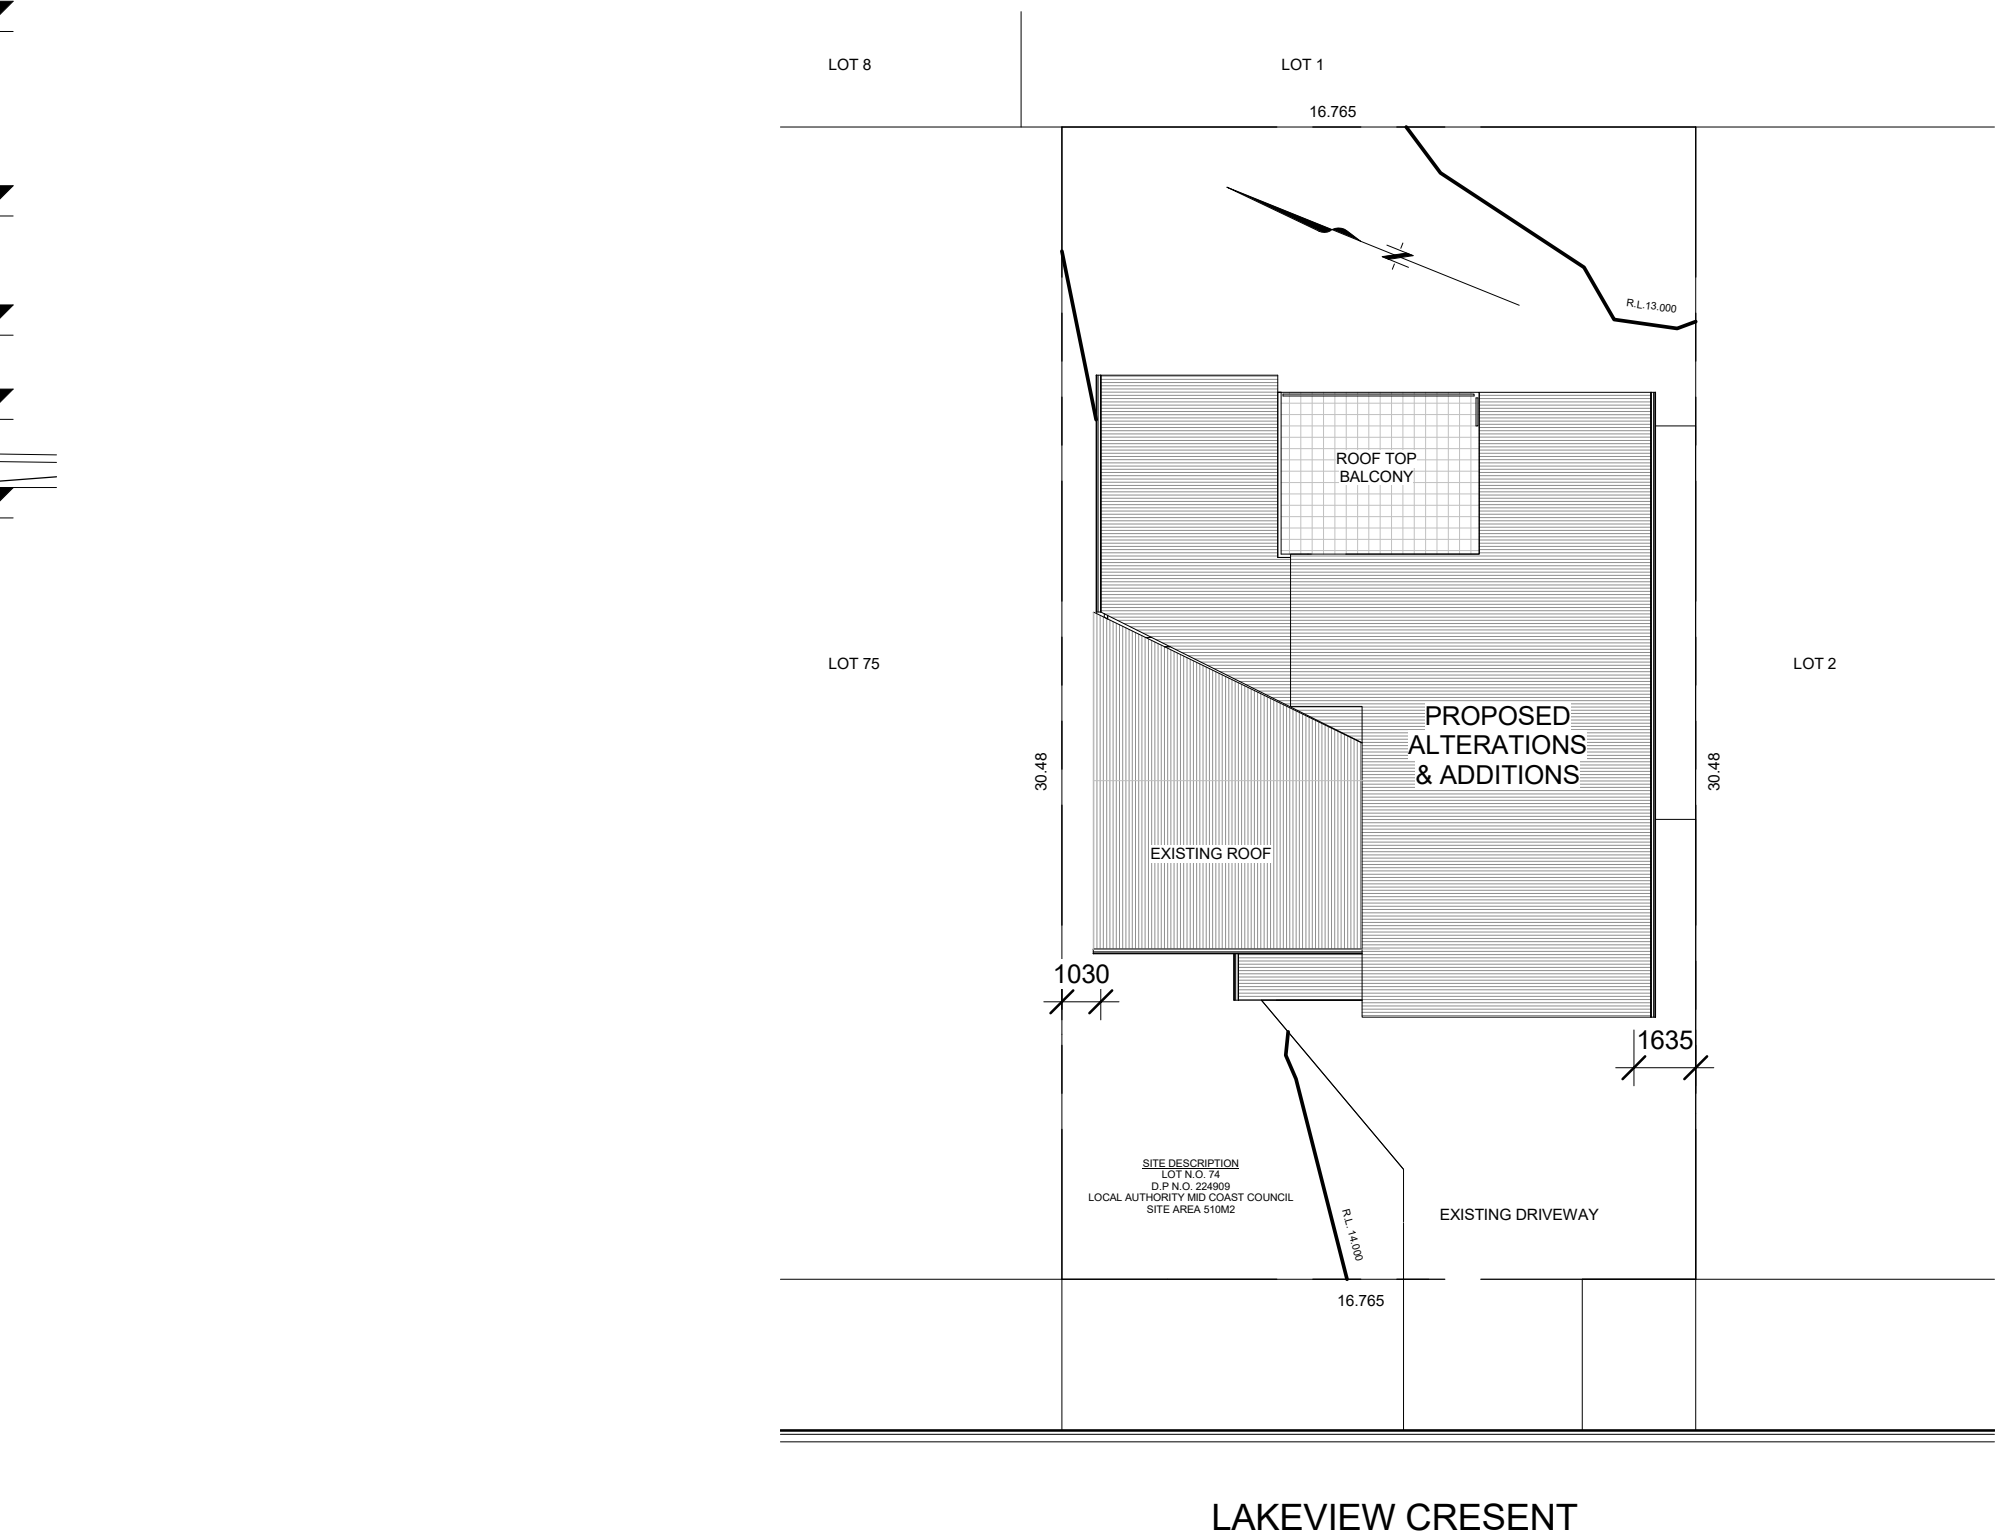 LOT 8
LOT 1
16.765
N
R.L.13.000
ROOF TOP
BALCONY
LOT 75
LOT 2
PROPOSED
ALTERATIONS
& ADDITIONS
30.48
30.48
EXISTING ROOF
1030
1635
SITE DESCRIPTION
LOT N.O. 74
D.P N.O. 224909
LOCAL AUTHORITY MID COAST COUNCIL
SITE AREA 510M2
R.L. 14.000
EXISTING DRIVEWAY
16.765
LAKEVIEW CRESENT